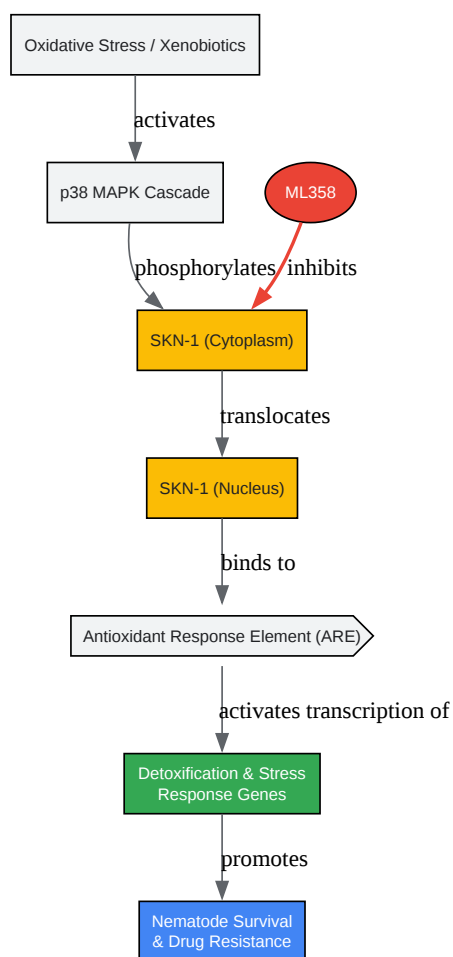 Oxidative Stress / Xenobiotics
activates
p38 MAPK Cascade
ML358
phosphorylates
inhibits
SKN-1 (Cytoplasm)
translocates
SKN-1 (Nucleus)
binds to
Antioxidant Response Element (ARE)
activates transcription of
Detoxification & Stress
Response Genes
promotes
Nematode Survival
& Drug Resistance